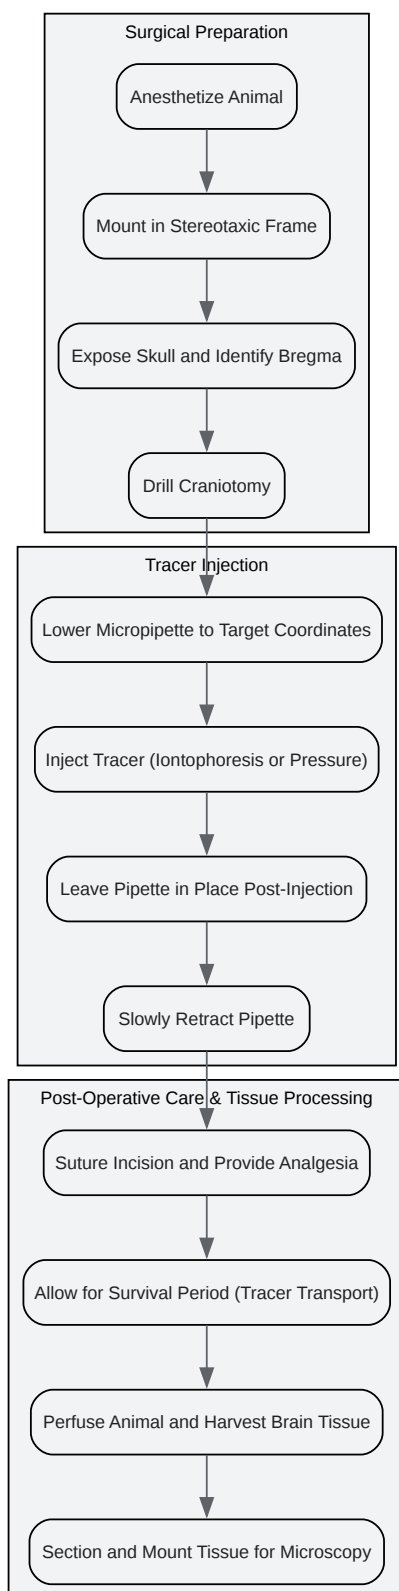 Surgical Preparation
Anesthetize Animal
Mount in Stereotaxic Frame
Expose Skull and Identify Bregma
Drill Craniotomy
Tracer Injection
Lower Micropipette to Target Coordinates
Inject Tracer (Iontophoresis or Pressure)
Leave Pipette in Place Post-Injection
Slowly Retract Pipette
Post-Operative Care & Tissue Processing
Suture Incision and Provide Analgesia
Allow for Survival Period (Tracer Transport)
Perfuse Animal and Harvest Brain Tissue
Section and Mount Tissue for Microscopy